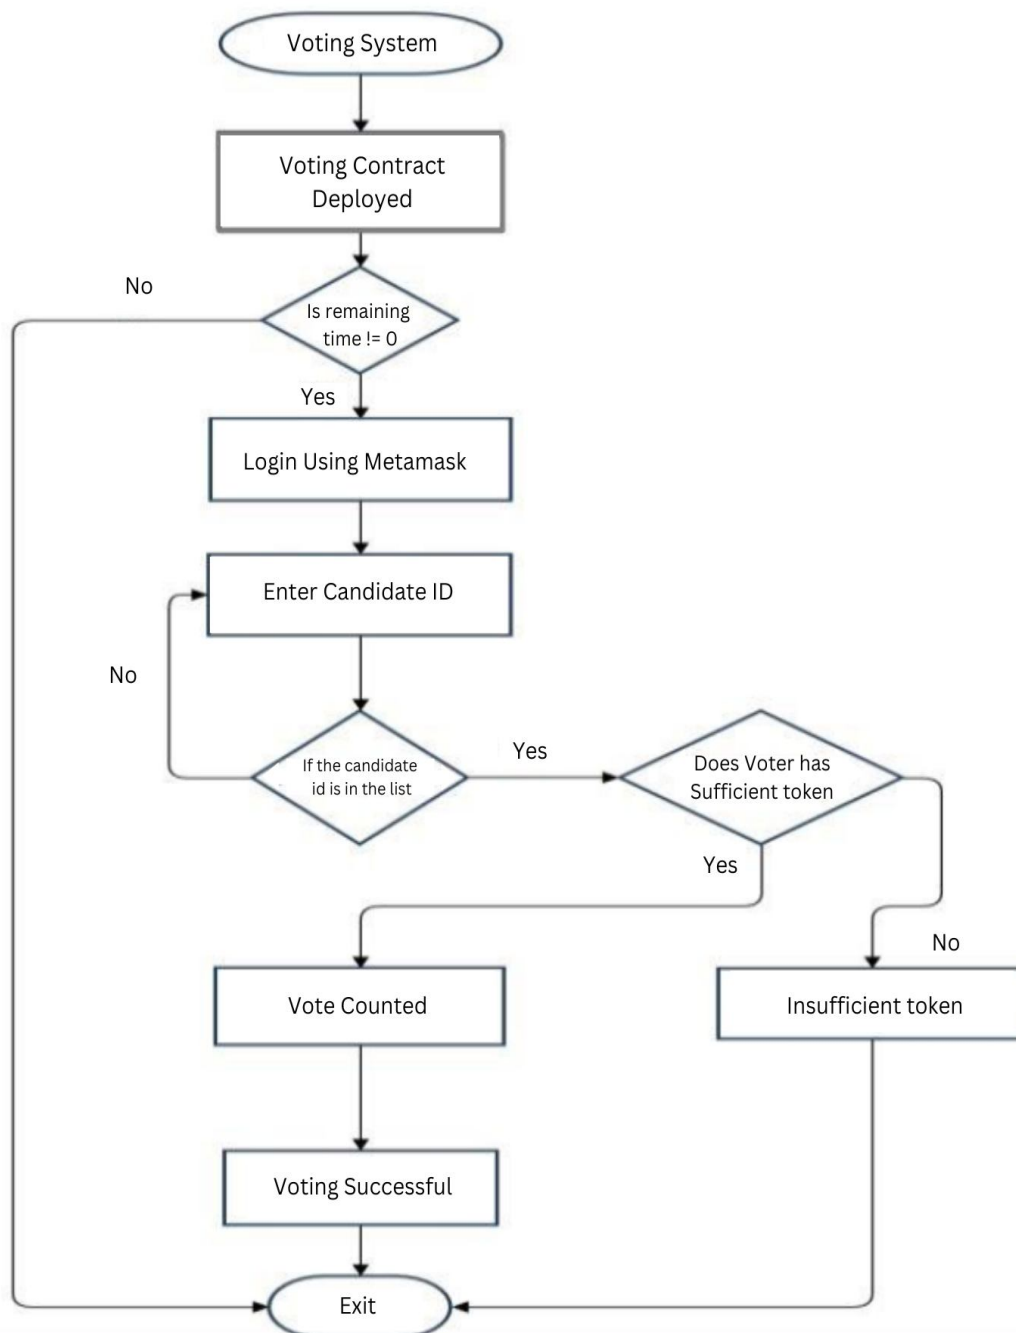 Voting System
Voting Contract
Deployed
No
Is remaining
time != 0
Yes
Login Using Metamask
Enter Candidate ID
No
If the candidate
id is in the list
Yes
Does Voter has
Sufficient token
Yes
No
Vote Counted
Insufficient token
Voting Successful
Exit